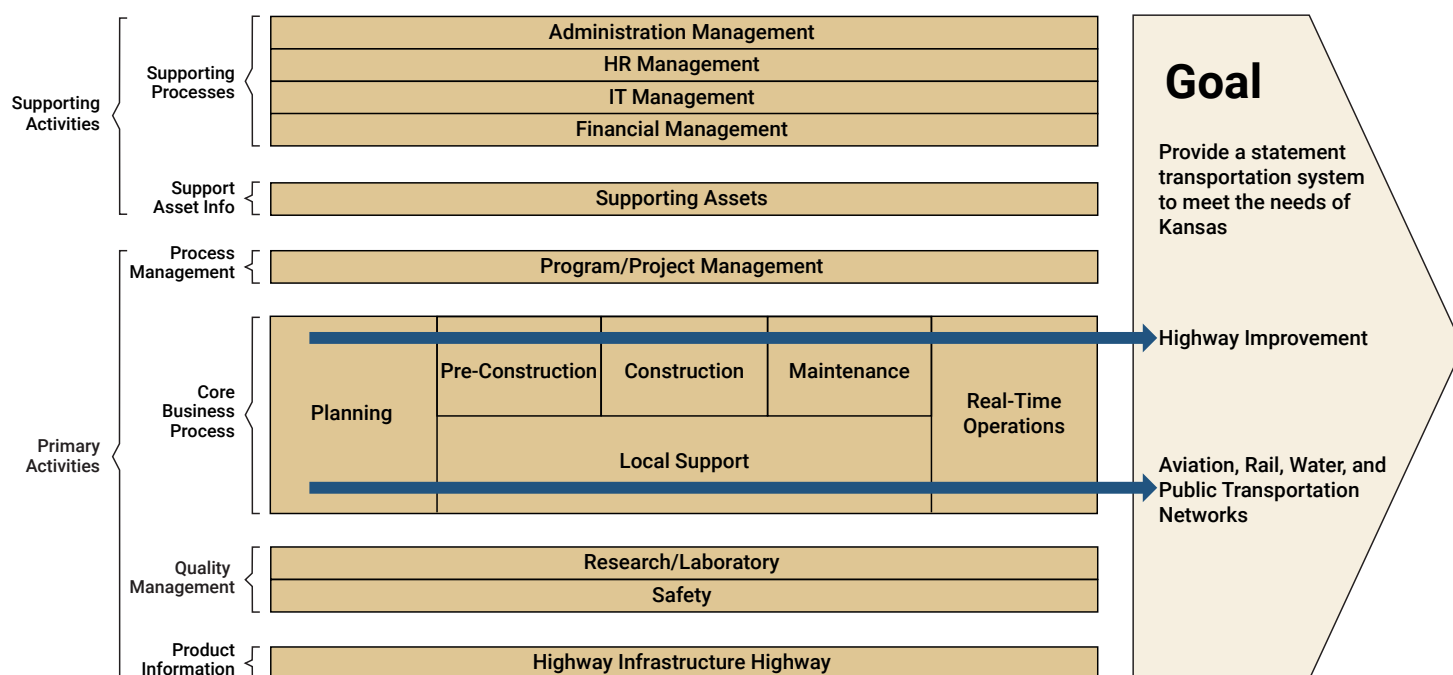 Supporting
Activities
Supporting
Processes
Administration Management
HR Management
IT Management
Financial Management
Support
Asset Info
Supporting Assets
Primary
Activities
Process
Management
Program/Project Management
Core
Business
Process
Planning
Pre-Construction
Construction
Maintenance
Local Support
Real-Time
Operations
Quality
Management
Research/Laboratory
Safety
Product
Information
Highway Infrastructure Highway
Goal
Provide a statement
transportation system
to meet the needs of
Kansas
Highway Improvement
Aviation, Rail, Water, and
Public Transportation
Networks